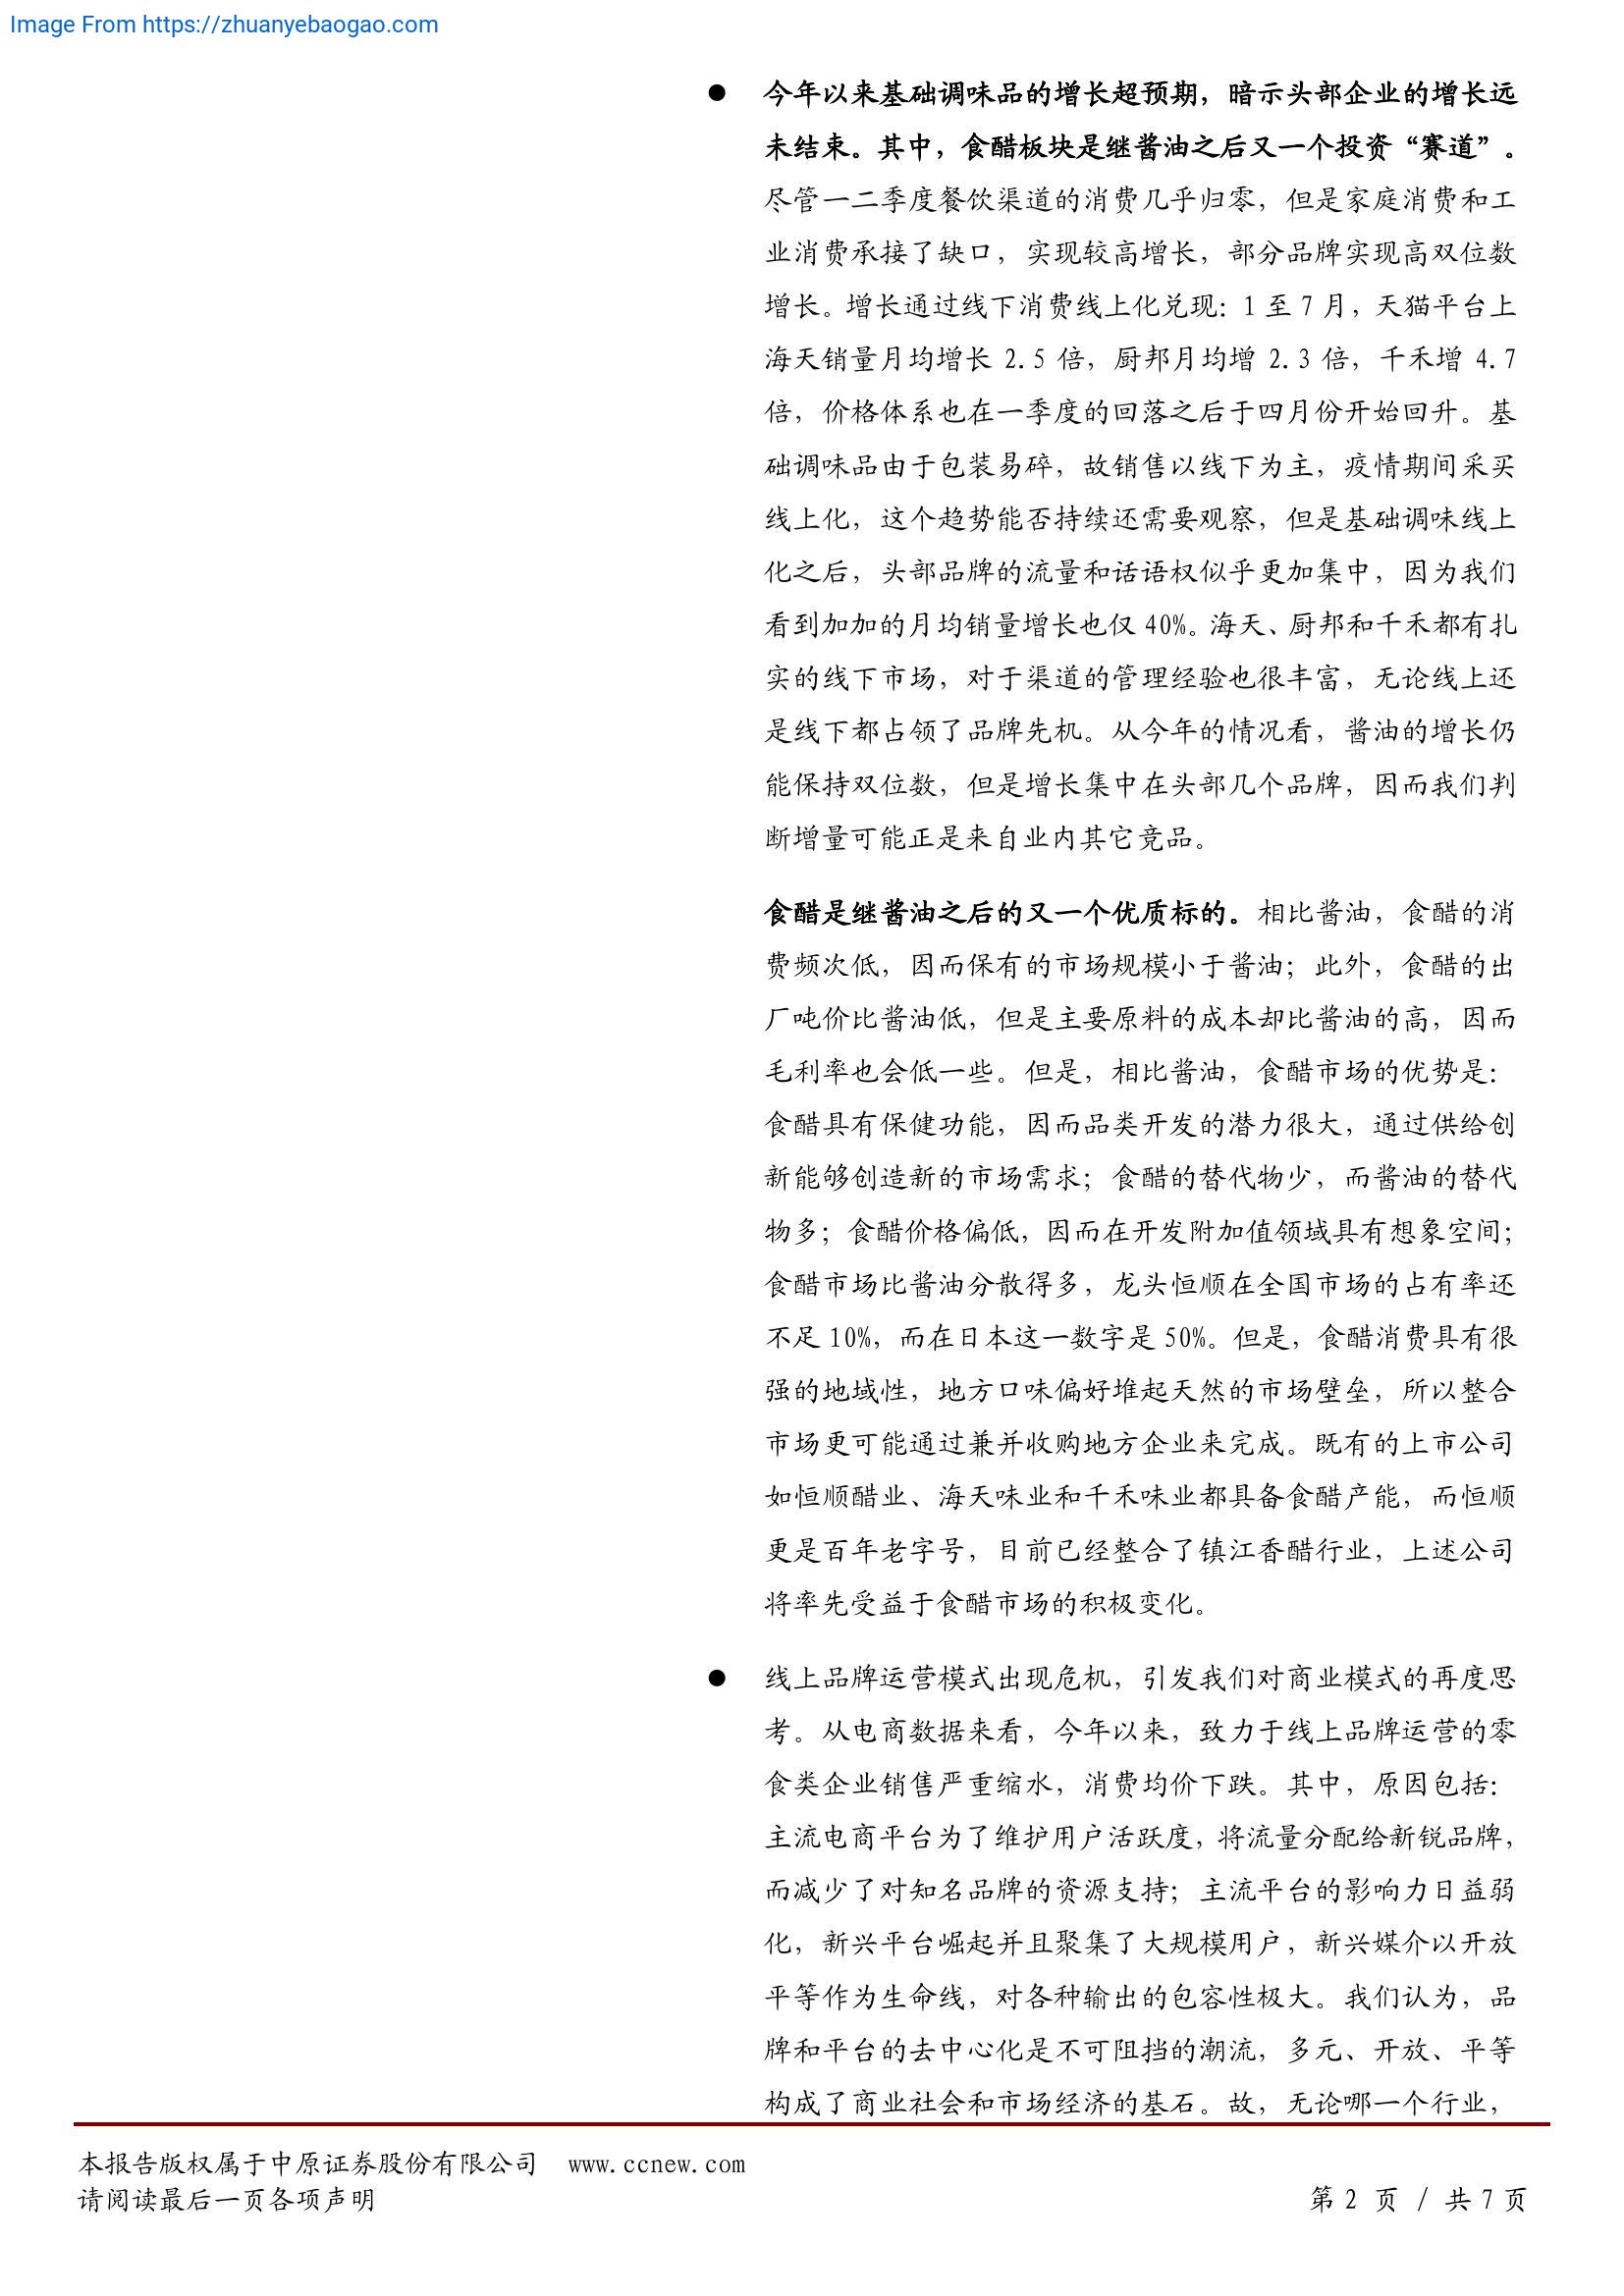 Image From https://zhuanyebaogao.com
● 今年以来基础调味品的增长超预期，暗示头部企业的增长远
未结束。其中，食醋板块是继酱油之后又一个投资“赛道”。
尽管一二季度餐饮渠道的消费几乎归零，但是家庭消费和工
业消费承接了缺口，实现较高增长，部分品牌实现高双位数
增长。增长通过线下消费线上化兑现：1 至 7 月，天猫平台上
海天销量月均增长 2.5 倍，厨邦月均增 2.3 倍，千禾增 4.7
倍，价格体系也在一季度的回落之后于四月份开始回升。基
础调味品由于包装易碎，故销售以线下为主，疫情期间采买
线上化，这个趋势能否持续还需要观察，但是基础调味线上
化之后，头部品牌的流量和话语权似乎更加集中，因为我们
看到加加的月均销量增长也仅 40%。海天、厨邦和千禾都有扎
实的线下市场，对于渠道的管理经验也很丰富，无论线上还
是线下都占领了品牌先机。从今年的情况看，酱油的增长仍
能保持双位数，但是增长集中在头部几个品牌，因而我们判
断增量可能正是来自业内其它竞品。
食醋是继酱油之后的又一个优质标的。相比酱油，食醋的消
费频次低，因而保有的市场规模小于酱油；此外，食醋的出
厂吨价比酱油低，但是主要原料的成本却比酱油的高，因而
毛利率也会低一些。但是，相比酱油，食醋市场的优势是：
食醋具有保健功能，因而品类开发的潜力很大，通过供给创
新能够创造新的市场需求；食醋的替代物少，而酱油的替代
物多；食醋价格偏低，因而在开发附加值领域具有想象空间；
食醋市场比酱油分散得多，龙头恒顺在全国市场的占有率还
不足 10%，而在日本这一数字是 50%。但是，食醋消费具有很
强的地域性，地方口味偏好堆起天然的市场壁垒，所以整合
市场更可能通过兼并收购地方企业来完成。既有的上市公司
如恒顺醋业、海天味业和千禾味业都具备食醋产能，而恒顺
更是百年老字号，目前已经整合了镇江香醋行业，上述公司
将率先受益于食醋市场的积极变化。
● 线上品牌运营模式出现危机，引发我们对商业模式的再度思
考。从电商数据来看，今年以来，致力于线上品牌运营的零
食类企业销售严重缩水，消费均价下跌。其中，原因包括：
主流电商平台为了维护用户活跃度，将流量分配给新锐品牌，
而减少了对知名品牌的资源支持；主流平台的影响力日益弱
化，新兴平台崛起并且聚集了大规模用户，新兴媒介以开放
平等作为生命线，对各种输出的包容性极大。我们认为，品
牌和平台的去中心化是不可阻挡的潮流，多元、开放、平等
构成了商业社会和市场经济的基石。故，无论哪一个行业，
本报告版权属于中原证券股份有限公司 www.ccnew.com
请阅读最后一页各项声明
第 2 页 / 共 7 页